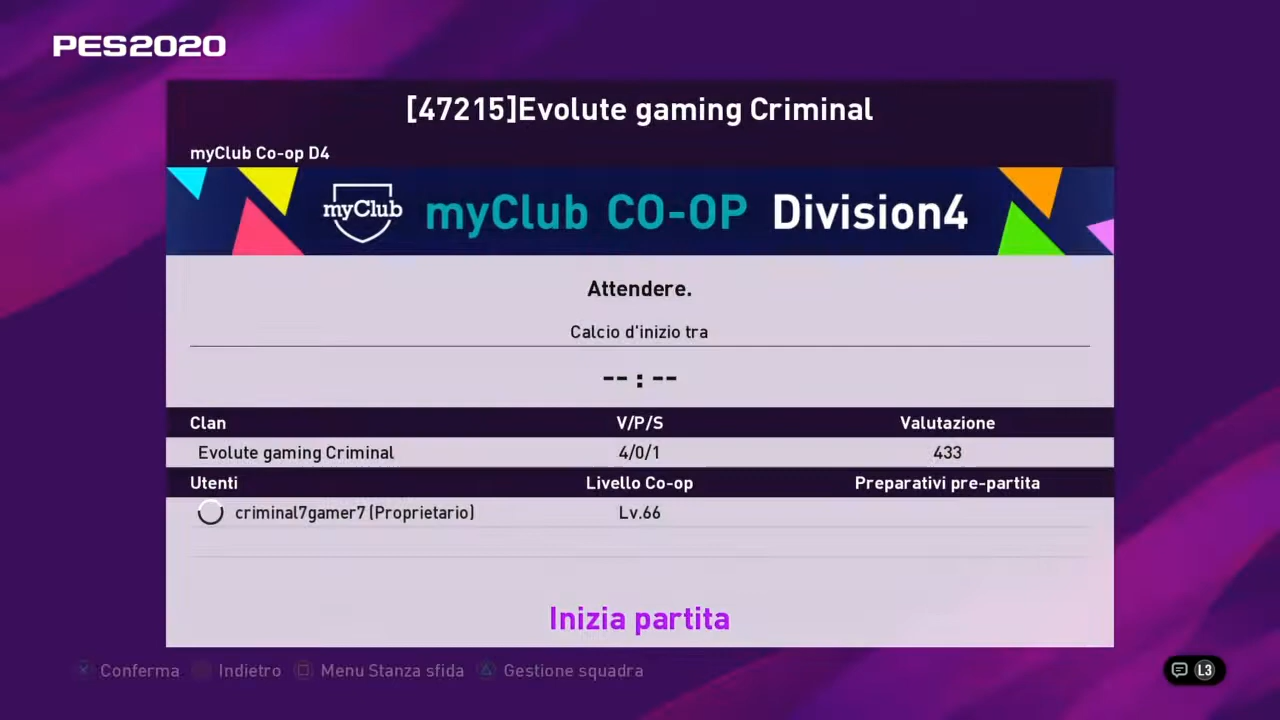 PES2020
[47215]Evolute gaming Criminal
myClub Co-op D4
myClub myClub CO-OP Division4
Attendere.
Calcio d'inizio tra
-- : --
Clan V/P/S Valutazione
Evolute gaming Criminal 4/0/1 433
Utenti Livello Co-op Preparativi pre-partita
criminal7gamer7 (Proprietario) Lv.66
Inizia partita
Conferma Indietro Menu Stanza sfida Gestione squadra L3